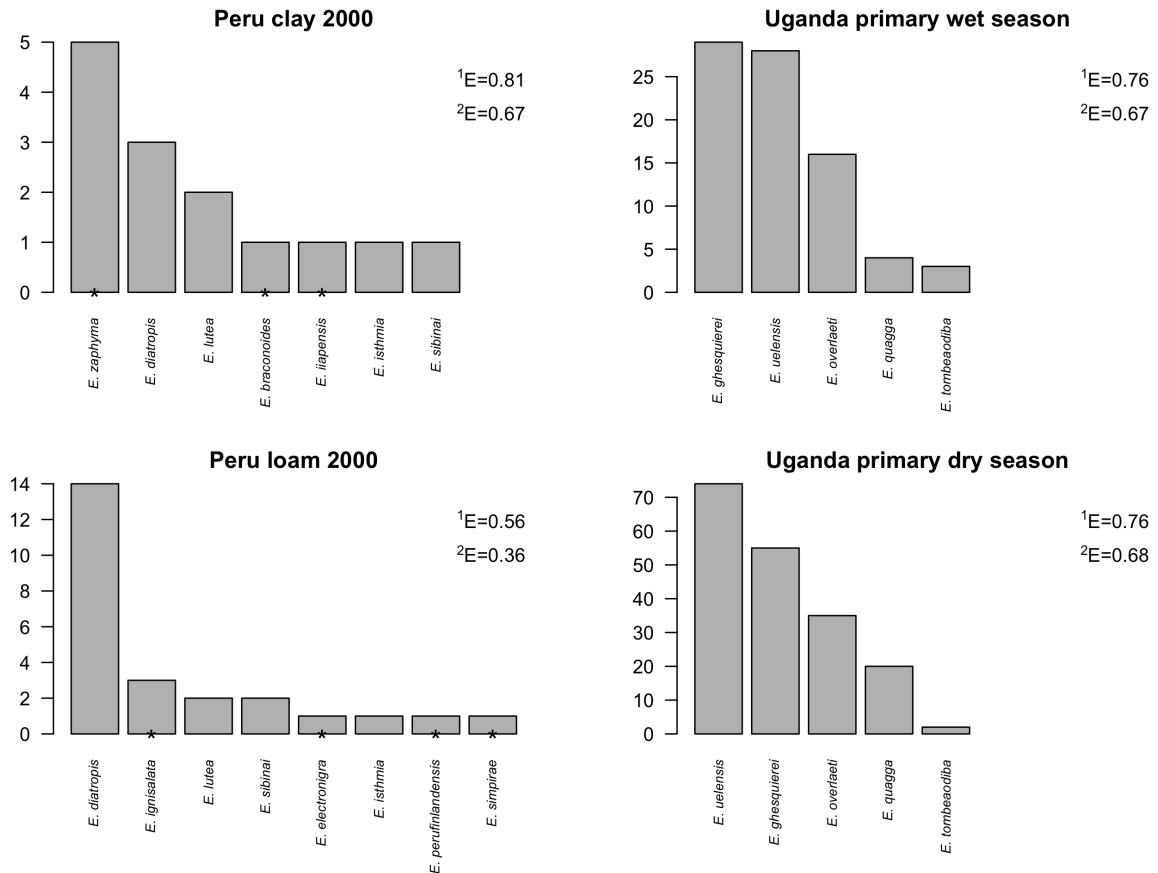 Peru clay 2000
5
4
3
2
1
0
¹E=0.81
²E=0.67
*
*
*
E. zaphyma
E. diatropis
E. lutea
E. braconoides
E. iiapensis
E. isthmia
E. sibinai
Uganda primary wet season
25
20
15
10
5
0
¹E=0.76
²E=0.67
E. ghesquierei
E. uelensis
E. overlaeti
E. quagga
E. tombeaodiba
Peru loam 2000
14
12
10
8
6
4
2
0
¹E=0.56
²E=0.36
*
*
*
*
E. diatropis
E. ignisalata
E. lutea
E. sibinai
E. electronigra
E. isthmia
E. perufinlandensis
E. simpirae
Uganda primary dry season
70
60
50
40
30
20
10
0
¹E=0.76
²E=0.68
E. uelensis
E. ghesquierei
E. overlaeti
E. quagga
E. tombeaodiba